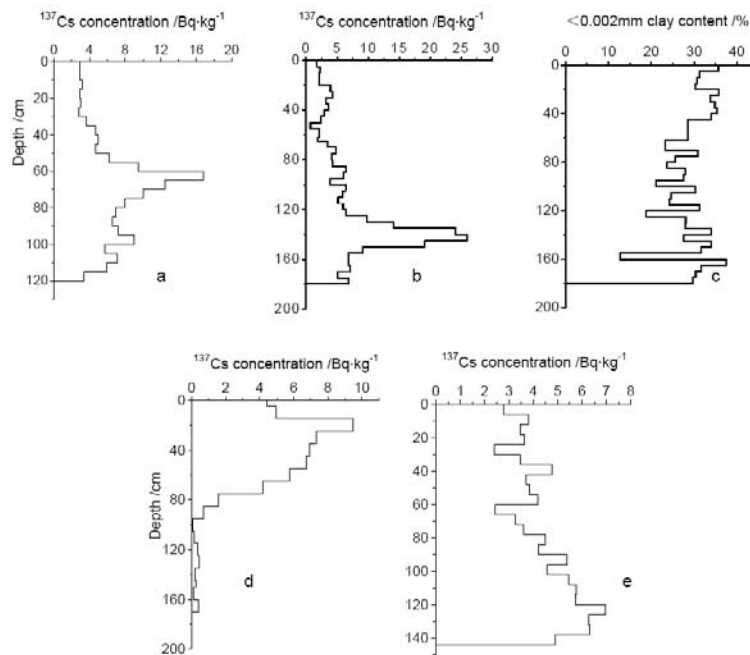 ¹³⁷Cs concentration /Bq·kg⁻¹
0 4 8 12 16 20
Depth /cm
0
20
40
60
80
100
120
a
¹³⁷Cs concentration /Bq·kg⁻¹
0 5 10 15 20 25 30
0
40
80
120
160
200
b
<0.002mm clay content /%
0 10 20 30 40
0
40
80
120
160
200
c
¹³⁷Cs concentration /Bq·kg⁻¹
0 2 4 6 8 10
Depth /cm
0
40
80
120
160
200
d
¹³⁷Cs concentration /Bq·kg⁻¹
0 1 2 3 4 5 6 7 8
0
20
40
60
80
100
120
140
e